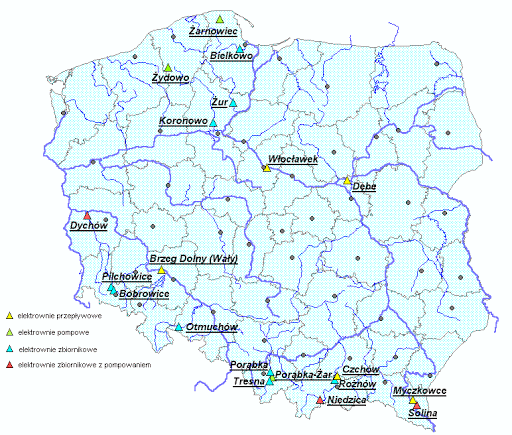 Żarnowiec
Bielkowo
Żydowo
Żur
Koronowo
Włocławek
Dębe
Dychów
Brzeg Dolny (Wały)
Pilchowice
Bobrowice
elektrownie przepływowe
Otmuchów
elektrownie pompowe
elektrownie zbiornikowe
elektrownie zbiornikowe z pompowaniem
Porąbka
Porąbka-Żar
Czchów
Tresna
Rożnów
Myczkowce
Niedzica
Solina